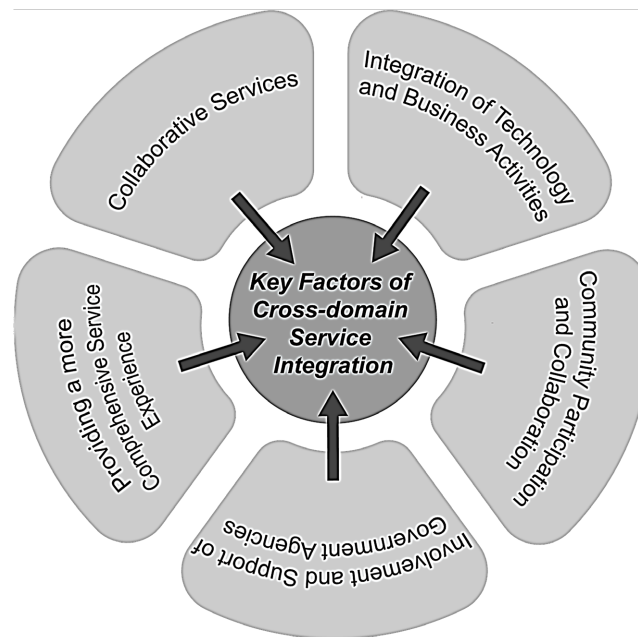 Collaborative Services
Integration of Technology
and Business Activities
Community Participation
and Collaboration
Involvement and Support of
Government Agencies
Providing a more
Comprehensive Service
Experience
Key Factors of
Cross-domain
Service
Integration